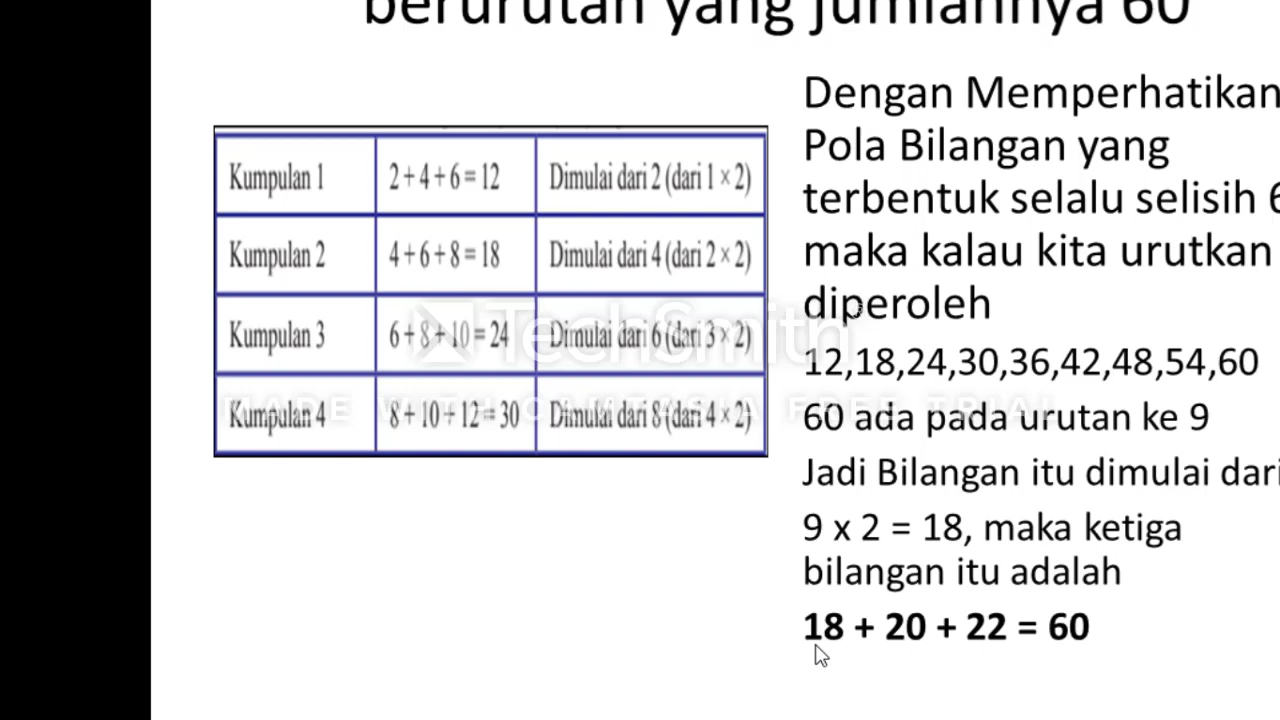 berurutan yang jumlahnya 60
Kumpulan 1 2 + 4 + 6 = 12 Dimulai dari 2 (dari 1 × 2)
Kumpulan 2 4 + 6 + 8 = 18 Dimulai dari 4 (dari 2 × 2)
Kumpulan 3 6 + 8 + 10 = 24 Dimulai dari 6 (dari 3 × 2)
Kumpulan 4 8 + 10 + 12 = 30 Dimulai dari 8 (dari 4 × 2)
TechSmith
MADE WITH CAMTASIA FREE TRIAL
Dengan Memperhatikan
Pola Bilangan yang
terbentuk selalu selisih 6
maka kalau kita urutkan
diperoleh
12,18,24,30,36,42,48,54,60
60 ada pada urutan ke 9
Jadi Bilangan itu dimulai dari
9 x 2 = 18, maka ketiga
bilangan itu adalah
18 + 20 + 22 = 60